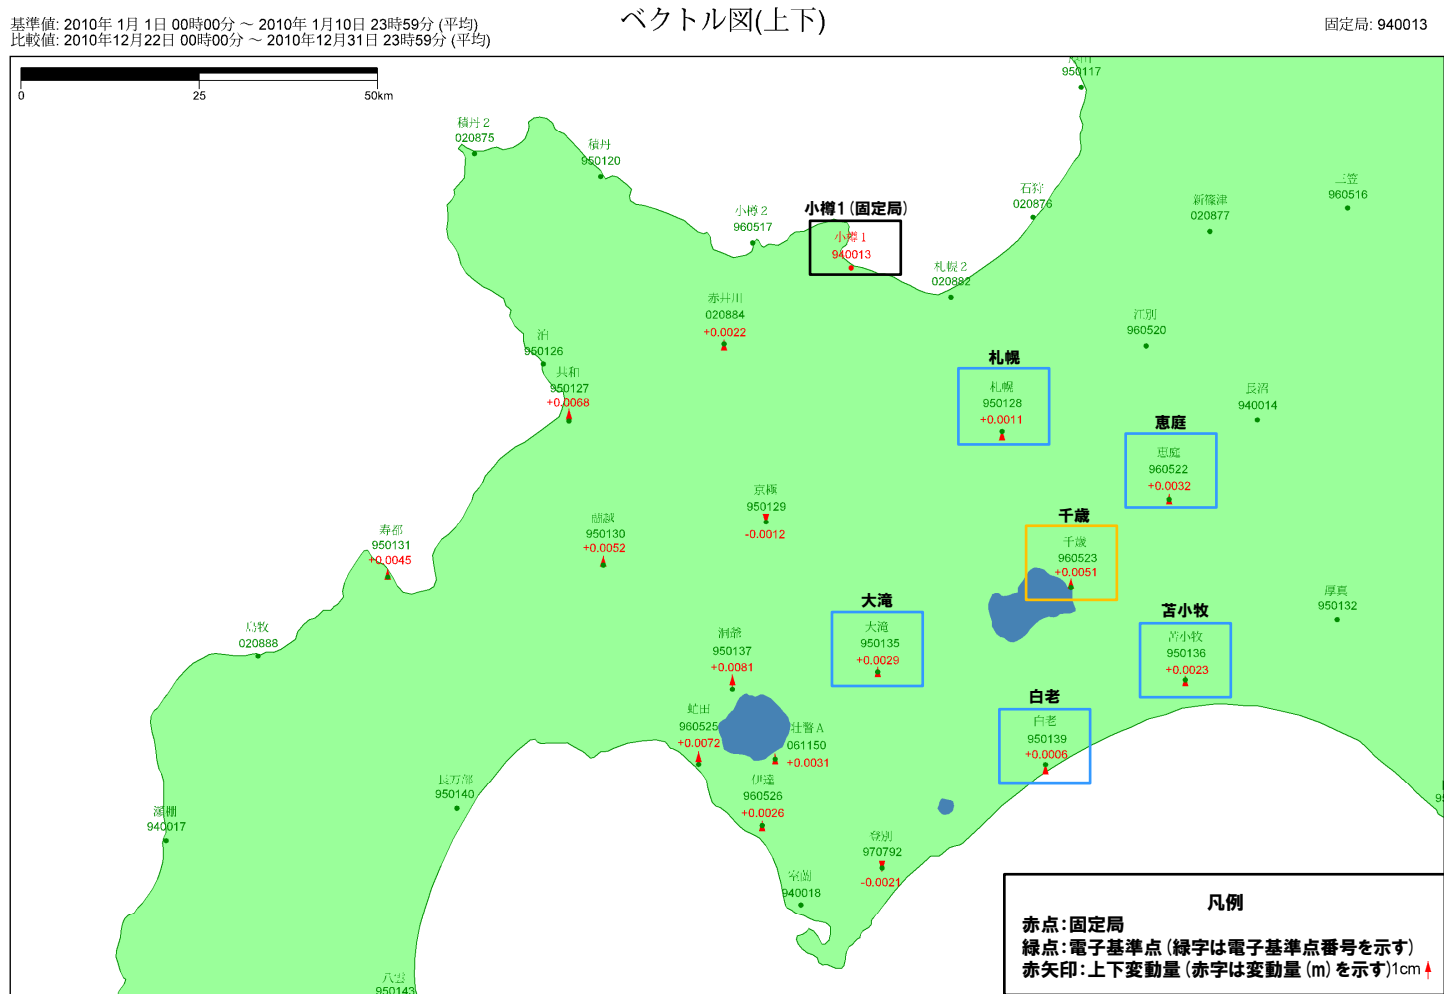 ベクトル図(上下)
基準値: 2010年 1月 1日 00時00分 ～ 2010年 1月10日 23時59分 (平均)
比較値: 2010年12月22日 00時00分 ～ 2010年12月31日 23時59分 (平均)
固定局: 940013
0 25 50km
950117
積丹2
020875
積丹
950120
小樽2
960517
小樽1(固定局)
小樽1
940013
石狩
020876
新篠津
020877
三笠
960516
札幌2
020882
赤井川
020884
+0.0022
江別
960520
泊
950126
共和
950127
+0.0068
札幌
札幌
950128
+0.0011
長沼
940014
恵庭
恵庭
960522
+0.0032
京極
950129
-0.0012
蘭越
950130
+0.0052
寿都
950131
+0.0045
千歳
千歳
960523
+0.0051
厚真
950132
島牧
020888
大滝
大滝
950135
+0.0029
苫小牧
苫小牧
950136
+0.0023
洞爺
950137
+0.0081
虻田
960525
+0.0072
壮瞥A
061150
+0.0031
白老
白老
950139
+0.0006
伊達
960526
+0.0026
長万部
950140
瀬棚
940017
登別
970792
-0.0021
室蘭
940018
八雲
950143
凡例
赤点:固定局
緑点:電子基準点(緑字は電子基準点番号を示す)
赤矢印:上下変動量(赤字は変動量(m)を示す)1cm